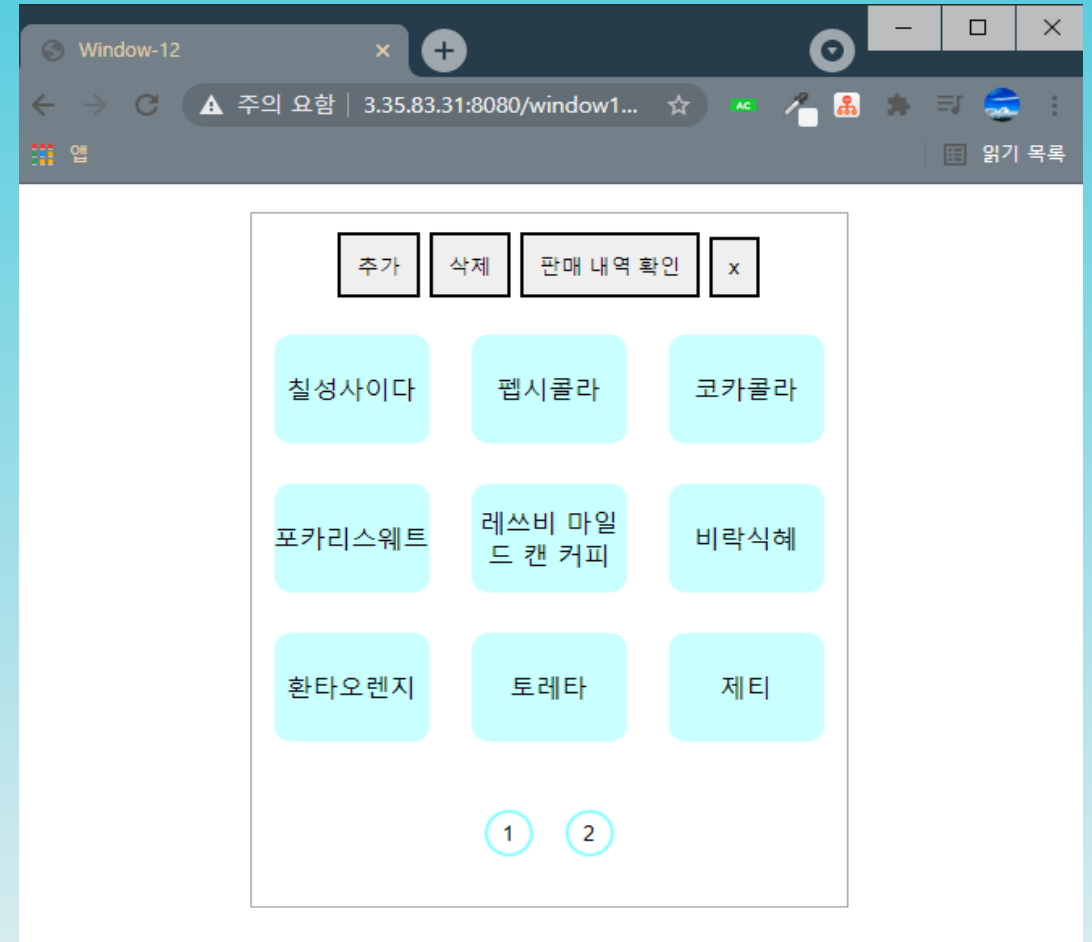 Window-12
주의 요함 3.35.83.31:8080/window1...
AC
앱
읽기 목록
추가 삭제 판매 내역 확인 x
칠성사이다 펩시콜라 코카콜라
포카리스웨트 레쓰비 마일 비락식혜
드 캔 커피
환타오렌지 토레타 제티
1 2